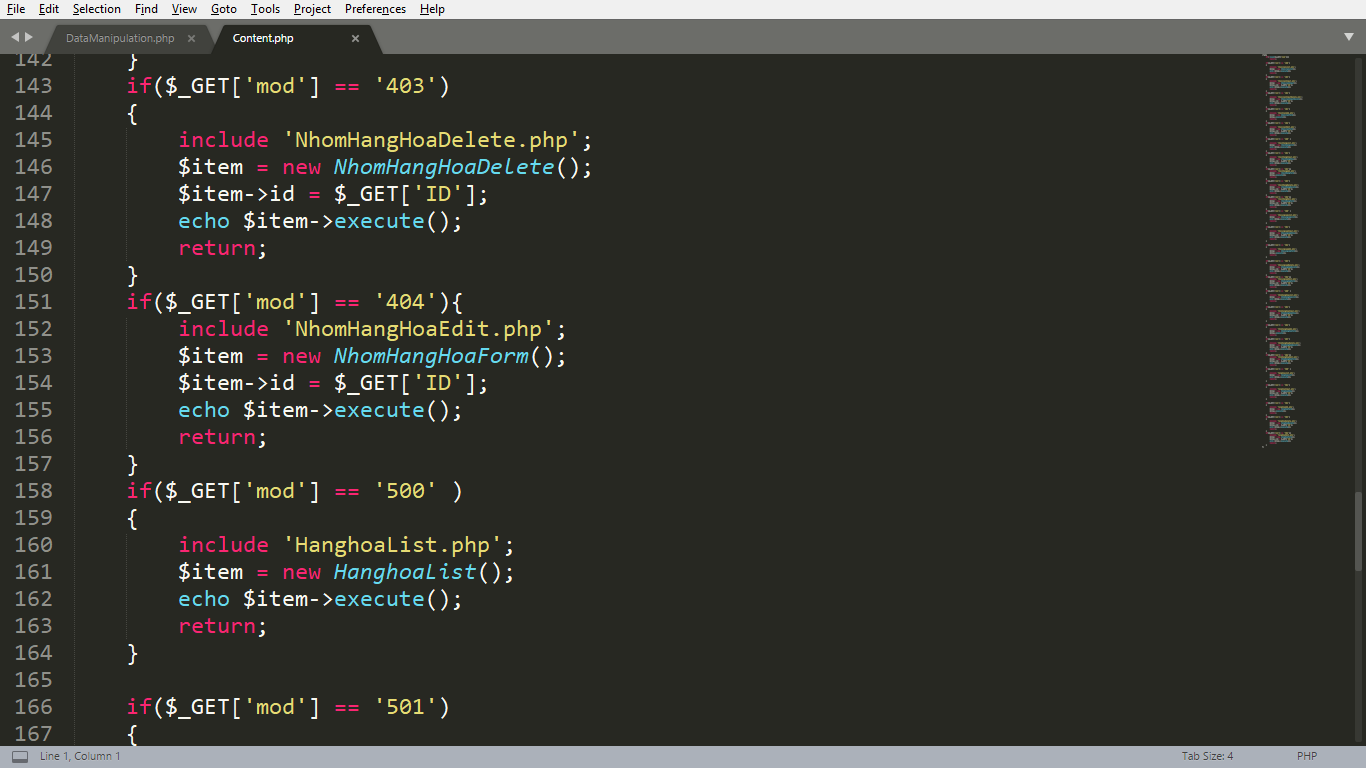 File Edit Selection Find View Goto Tools Project Preferences Help
DataManipulation.php × Content.php ×
142 }
143 if($_GET['mod'] == '403')
144 {
145 include 'NhomHangHoaDelete.php';
146 $item = new NhomHangHoaDelete();
147 $item->id = $_GET['ID'];
148 echo $item->execute();
149 return;
150 }
151 if($_GET['mod'] == '404'){
152 include 'NhomHangHoaEdit.php';
153 $item = new NhomHangHoaForm();
154 $item->id = $_GET['ID'];
155 echo $item->execute();
156 return;
157 }
158 if($_GET['mod'] == '500' )
159 {
160 include 'HanghoaList.php';
161 $item = new HanghoaList();
162 echo $item->execute();
163 return;
164 }
165
166 if($_GET['mod'] == '501')
167 {
Line 1, Column 1 Tab Size: 4 PHP